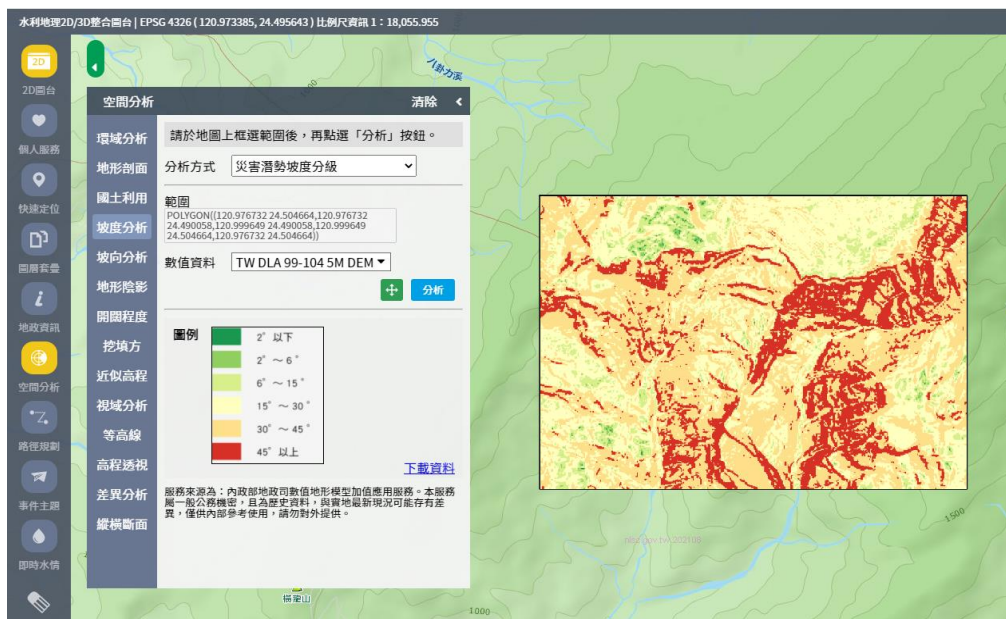 水利地理2D/3D整合圖台 | EPSG 4326 ( 120.973385, 24.495643 ) 比例尺資訊 1：18,055.955
2D
2D圖台
個人服務
快速定位
圖層套疊
地政資訊
空間分析
路徑規劃
事件主題
即時水情
空間分析
清除
環域分析
地形剖面
國土利用
坡度分析
坡向分析
地形陰影
開闊程度
挖填方
近似高程
視域分析
等高線
高程透視
差異分析
縱橫斷面
請於地圖上框選範圍後，再點選「分析」按鈕。
分析方式 災害潛勢坡度分級
範圍
POLYGON((120.976732 24.504664,120.976732
24.490058,120.999649 24.490058,120.999649
24.504664,120.976732 24.504664))
數值資料 TW DLA 99-104 5M DEM
分析
圖例
2° 以下
2° ～ 6°
6° ～ 15°
15° ～ 30°
30° ～ 45°
45° 以上
下載資料
服務來源為：內政部地政司數值地形模型加值應用服務。本服務
屬一般公務機密，且為歷史資料，與實地最新現況可能存有差
異，僅供內部參考使用，請勿對外提供。
八卦力溪
1000
1500
1000